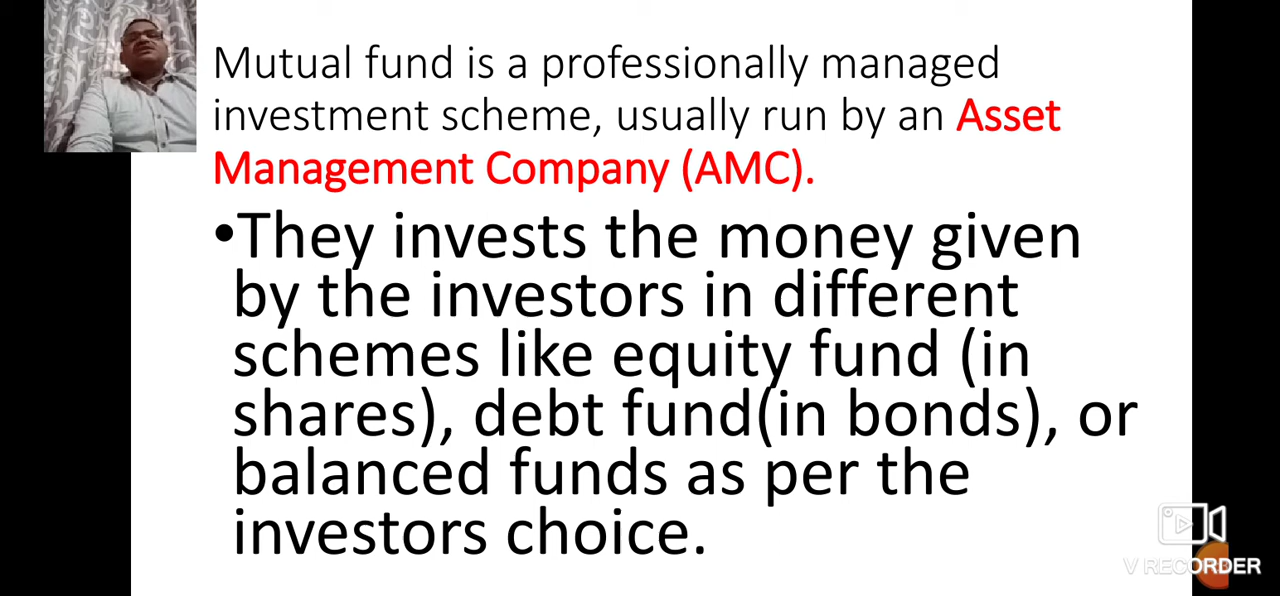 Mutual fund is a professionally managed
investment scheme, usually run by an Asset
Management Company (AMC).
•They invests the money given
by the investors in different
schemes like equity fund (in
shares), debt fund(in bonds), or
balanced funds as per the
investors choice.
V RECORDER